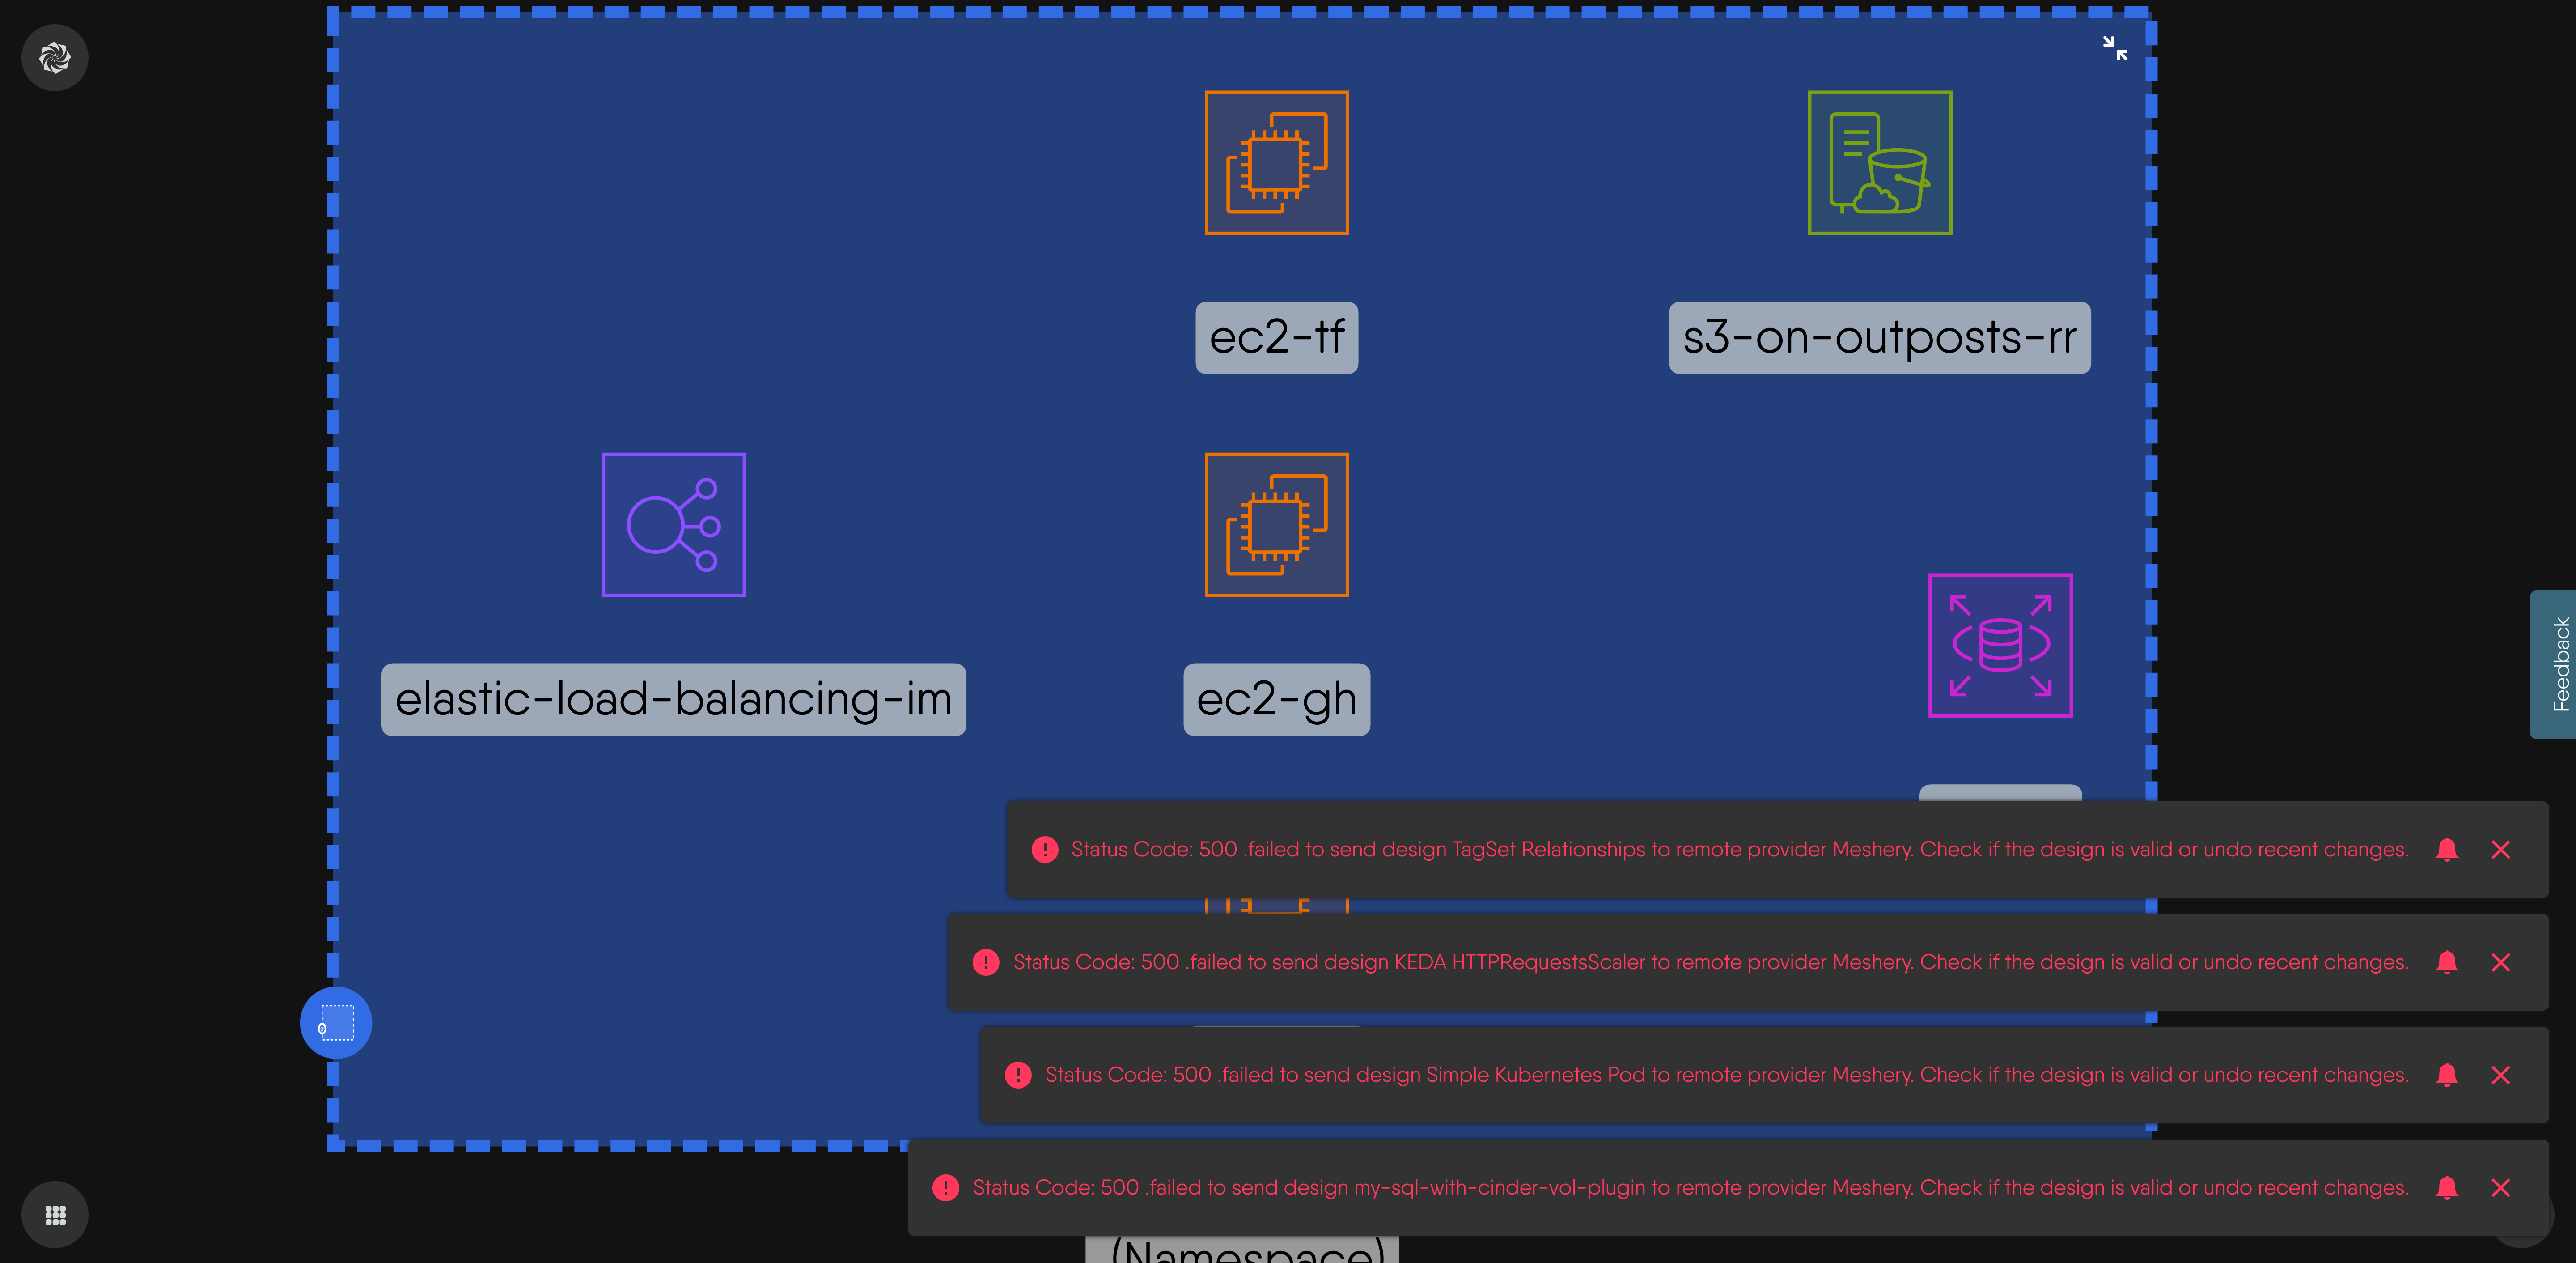 ec2-tf
s3-on-outposts-rr
elastic-load-balancing-im
ec2-gh
Feedback
Status Code: 500 .failed to send design TagSet Relationships to remote provider Meshery. Check if the design is valid or undo recent changes.
Status Code: 500 .failed to send design KEDA HTTPRequestsScaler to remote provider Meshery. Check if the design is valid or undo recent changes.
Status Code: 500 .failed to send design Simple Kubernetes Pod to remote provider Meshery. Check if the design is valid or undo recent changes.
Status Code: 500 .failed to send design my-sql-with-cinder-vol-plugin to remote provider Meshery. Check if the design is valid or undo recent changes.
(Namespace)